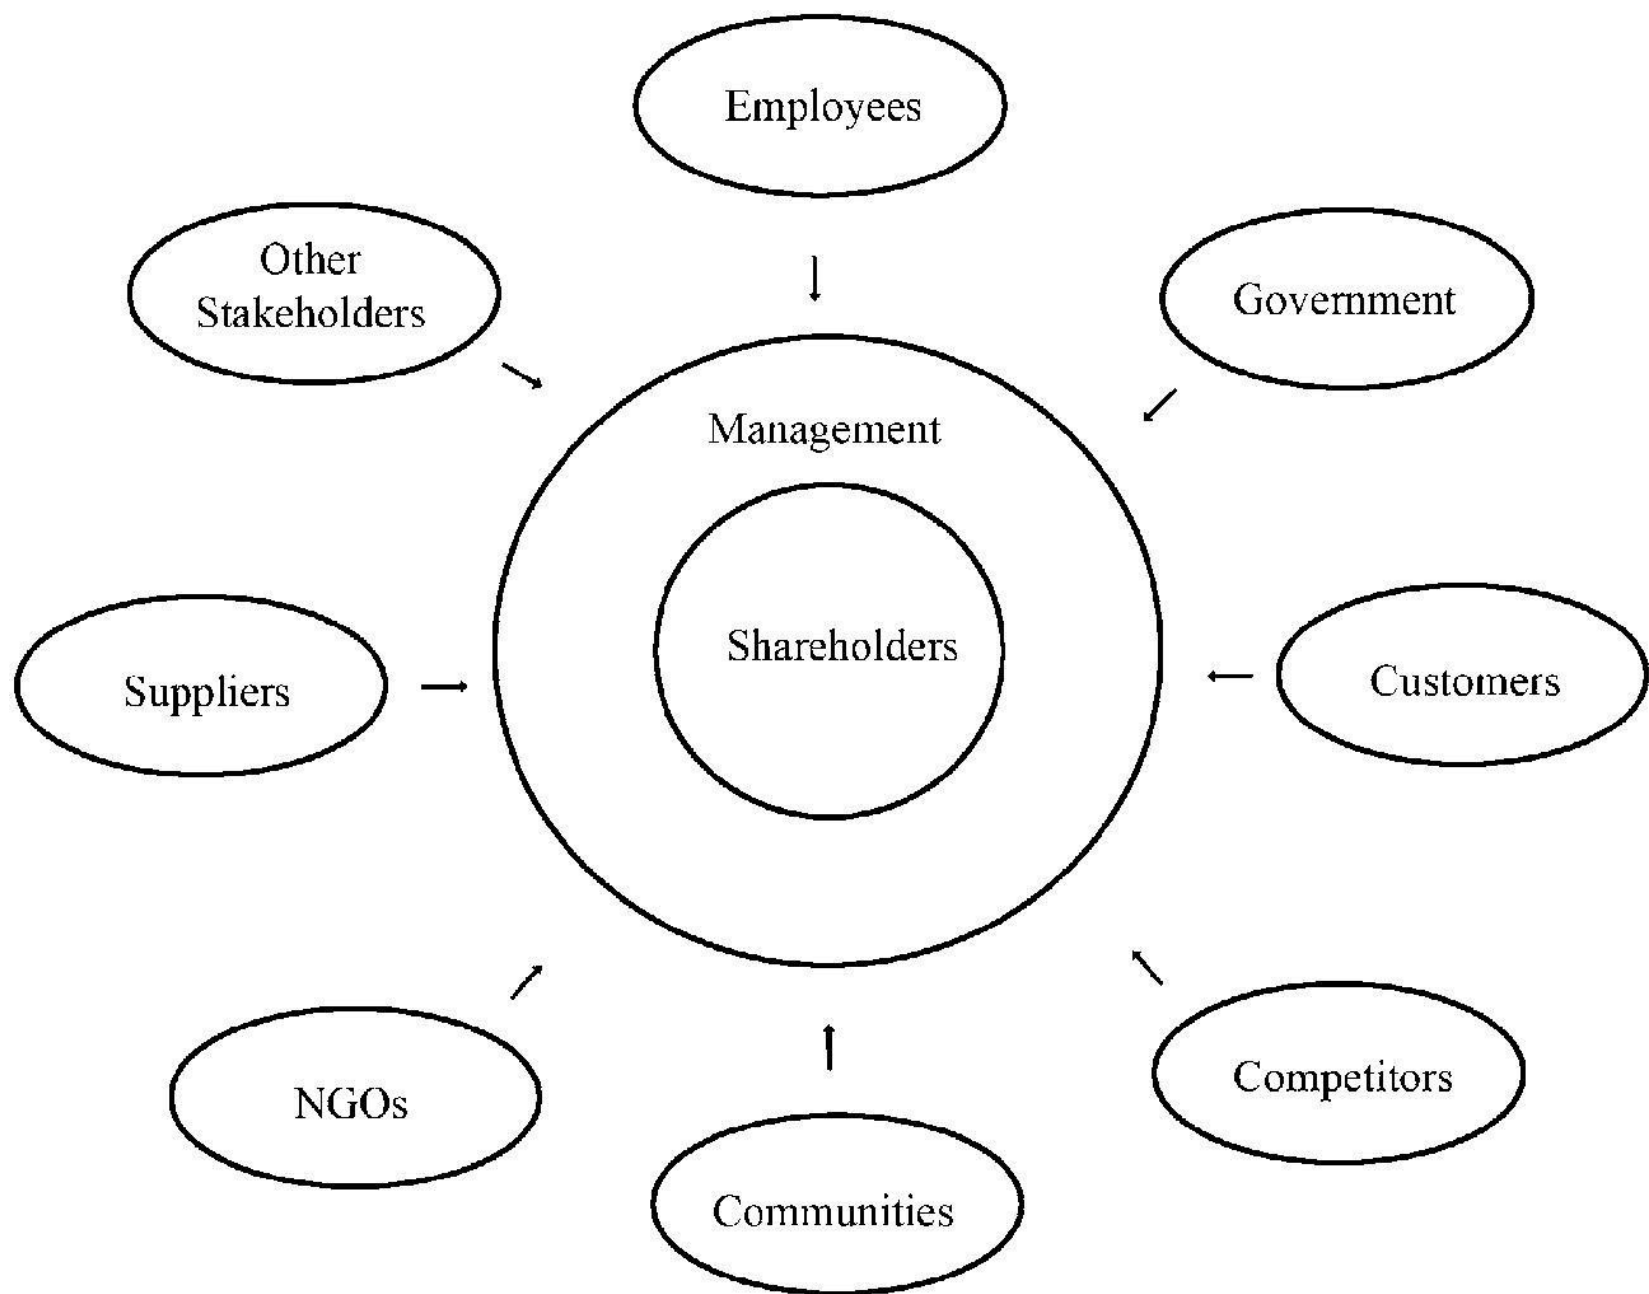 Employees
Other
Stakeholders
Government
Management
Shareholders
Suppliers
Customers
NGOs
Competitors
Communities